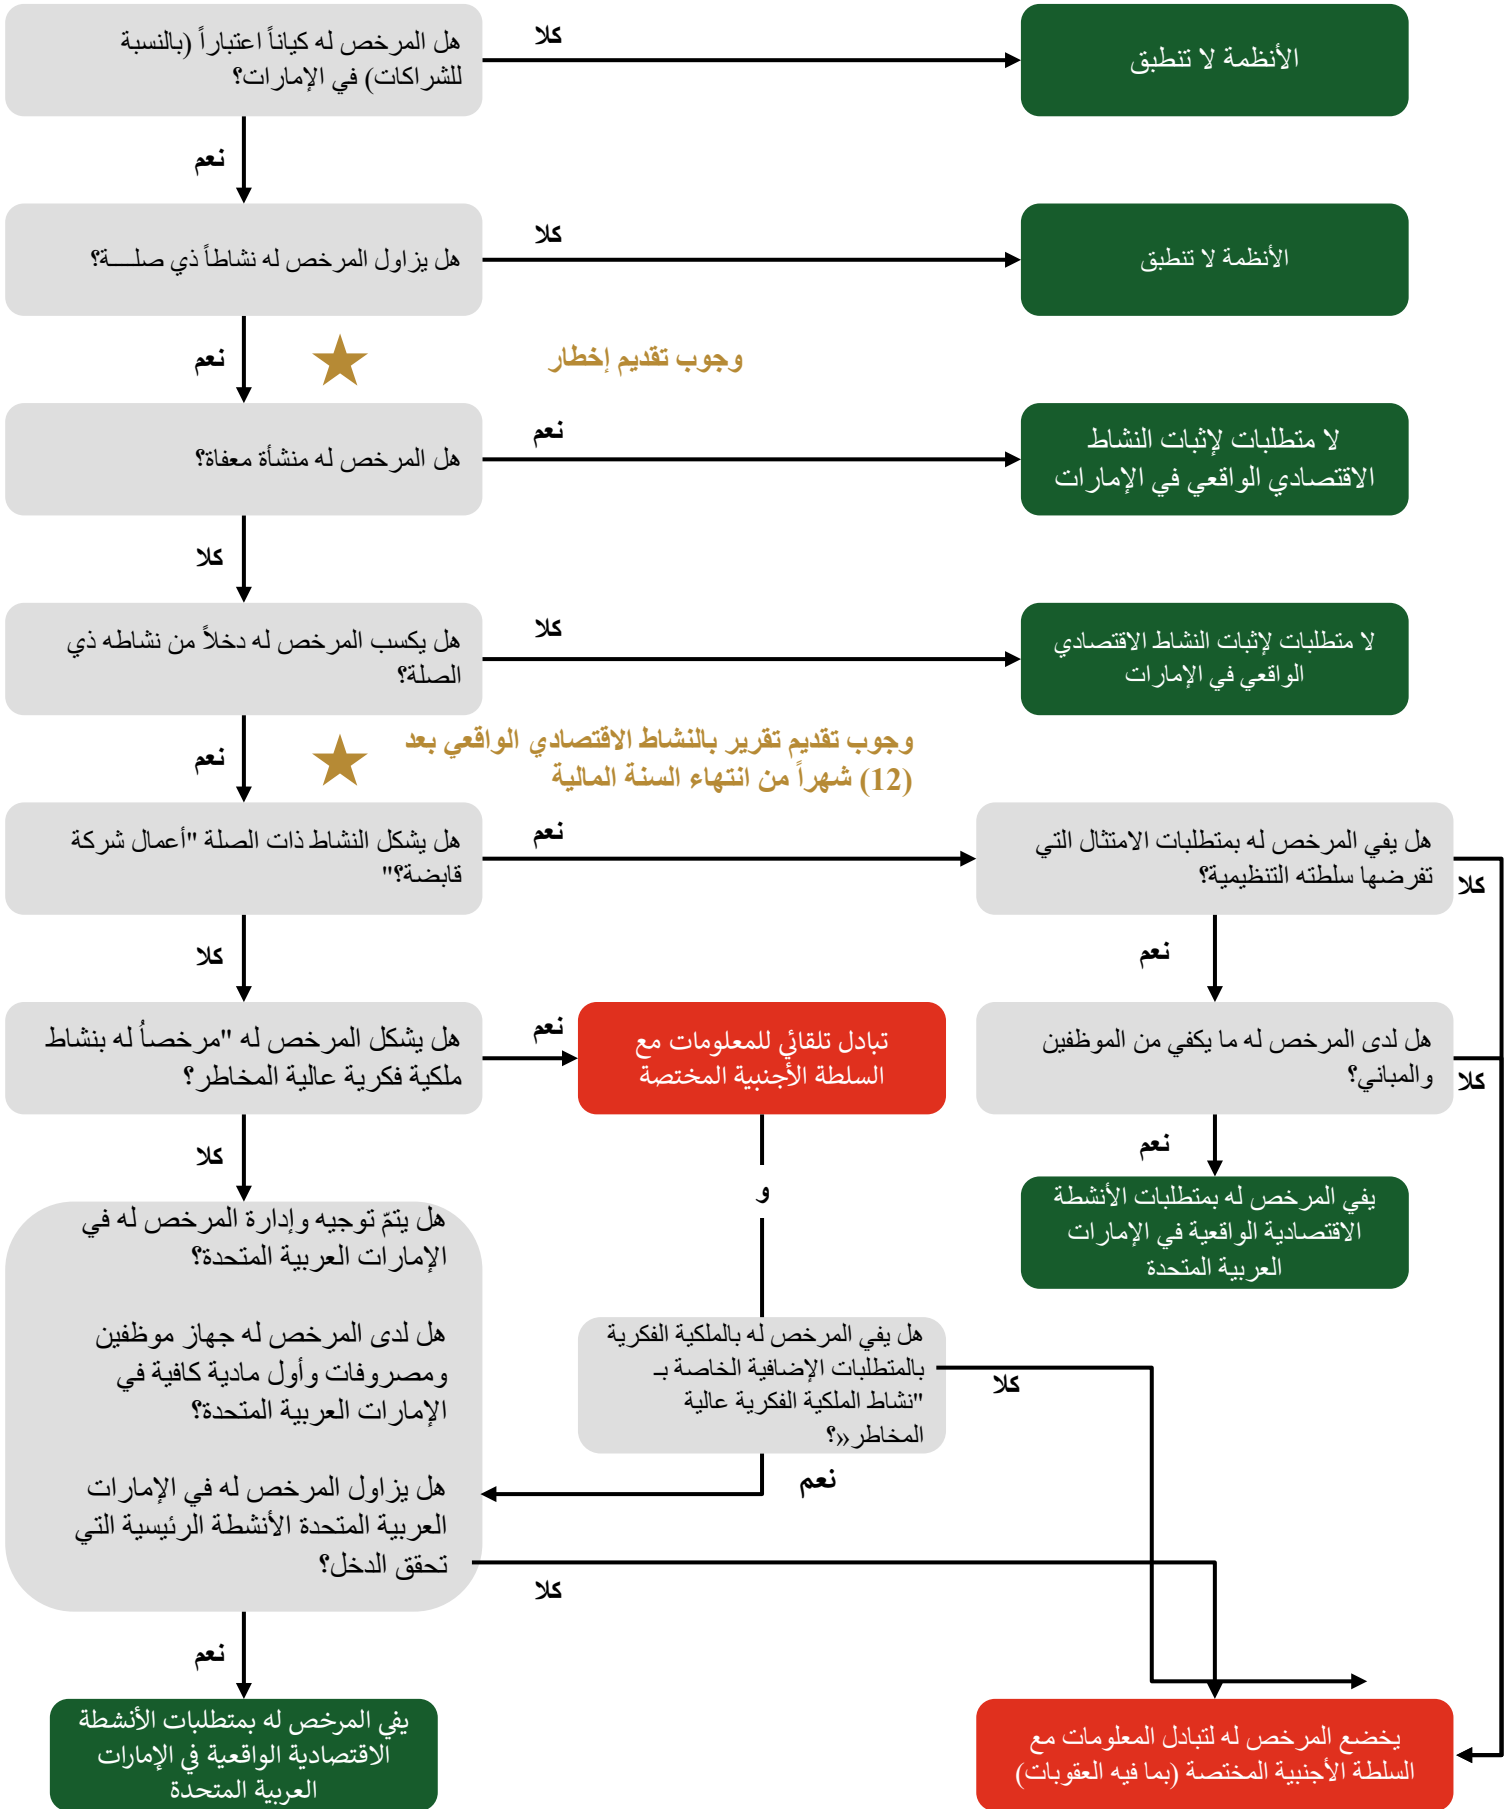 هل المرخص له كياناً اعتباراً (بالنسبة
للشراكات) في الإمارات؟
كلا
الأنظمة لا تنطبق
نعم
هل يزاول المرخص له نشاطاً ذي صلـــة؟
كلا
الأنظمة لا تنطبق
نعم
وجوب تقديم إخطار
هل المرخص له منشأة معفاة؟
نعم
لا متطلبات لإثبات النشاط
الاقتصادي الواقعي في الإمارات
كلا
هل يكسب المرخص له دخلاً من نشاطه ذي
الصلة؟
كلا
لا متطلبات لإثبات النشاط الاقتصادي
الواقعي في الإمارات
نعم
وجوب تقديم تقرير بالنشاط الاقتصادي الواقعي بعد
(12) شهراً من انتهاء السنة المالية
هل يشكل النشاط ذات الصلة "أعمال شركة
قابضة؟"
نعم
هل يفي المرخص له بمتطلبات الامتثال التي
تفرضها سلطته التنظيمية؟
كلا
كلا
نعم
هل يشكل المرخص له "مرخصاُ له بنشاط
ملكية فكرية عالية المخاطر؟
نعم
تبادل تلقائي للمعلومات مع
السلطة الأجنبية المختصة
هل لدى المرخص له ما يكفي من الموظفين
والمباني؟
كلا
كلا
و
نعم
يفي المرخص له بمتطلبات الأنشطة
الاقتصادية الواقعية في الإمارات
العربية المتحدة
هل يتمّ توجيه وإدارة المرخص له في
الإمارات العربية المتحدة؟
هل لدى المرخص له جهاز موظفين
ومصروفات وأول مادية كافية في
الإمارات العربية المتحدة؟
هل يزاول المرخص له في الإمارات
العربية المتحدة الأنشطة الرئيسية التي
تحقق الدخل؟
هل يفي المرخص له بالملكية الفكرية
بالمتطلبات الإضافية الخاصة بـ
"نشاط الملكية الفكرية عالية
المخاطر»؟
كلا
نعم
كلا
نعم
يفي المرخص له بمتطلبات الأنشطة
الاقتصادية الواقعية في الإمارات
العربية المتحدة
يخضع المرخص له لتبادل المعلومات مع
السلطة الأجنبية المختصة (بما فيه العقوبات)